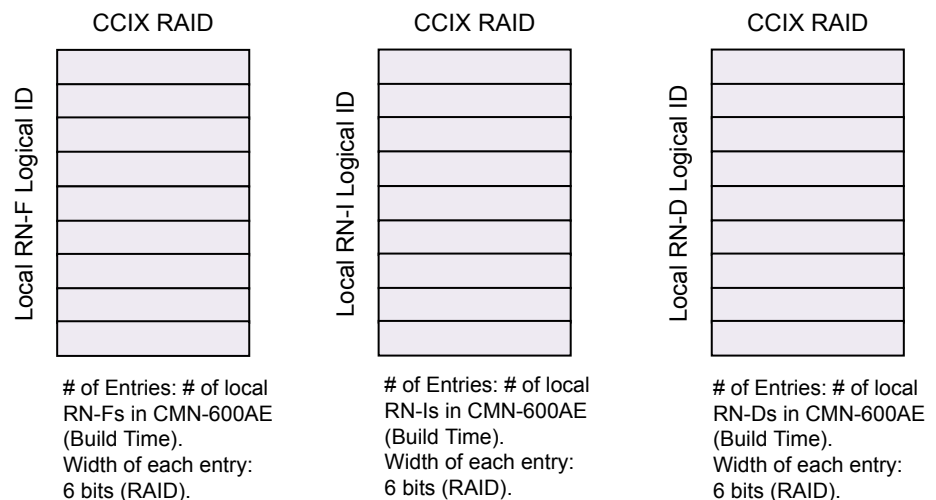 CCIX RAID
Local RN-F Logical ID
# of Entries: # of local
RN-Fs in CMN-600AE
(Build Time).
Width of each entry:
6 bits (RAID).
CCIX RAID
Local RN-I Logical ID
# of Entries: # of local
RN-Is in CMN-600AE
(Build Time).
Width of each entry:
6 bits (RAID).
CCIX RAID
Local RN-D Logical ID
# of Entries: # of local
RN-Ds in CMN-600AE
(Build Time).
Width of each entry:
6 bits (RAID).